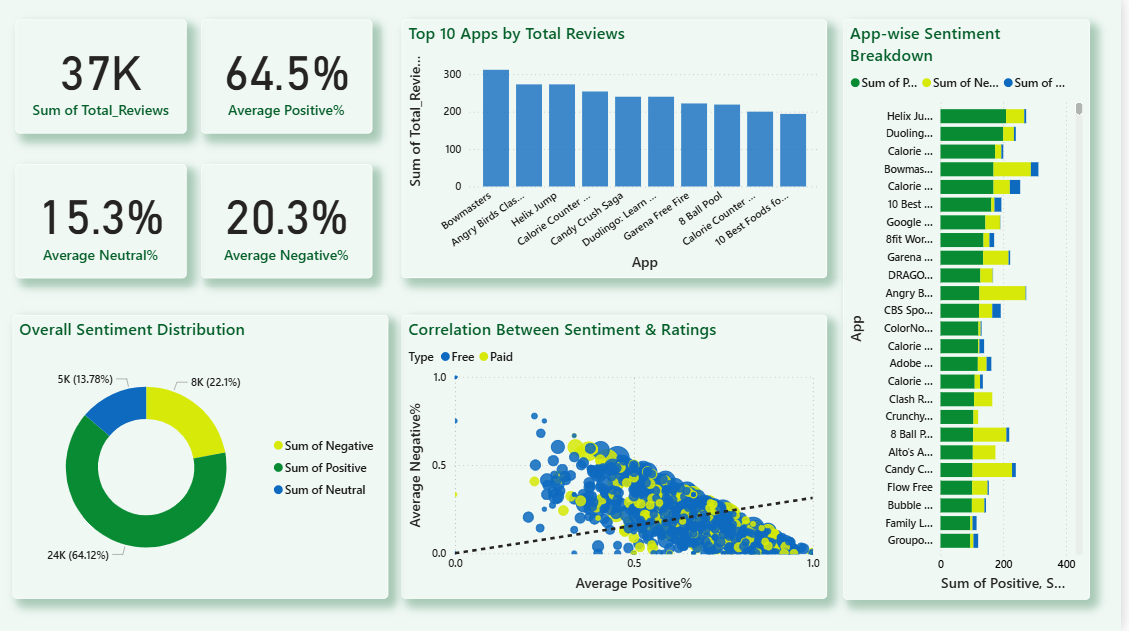 37K
Sum of Total_Reviews
64.5%
Average Positive%
15.3%
Average Neutral%
20.3%
Average Negative%
Top 10 Apps by Total Reviews
Sum of Total_Revie...
300
200
100
0
Bowmasters
Angry Birds Clas...
Helix Jump
Calorie Counter ...
Candy Crush Saga
Duolingo: Learn ...
Garena Free Fire
8 Ball Pool
Calorie Counter ...
10 Best Foods fo...
App
App-wise Sentiment
Breakdown
Sum of P... Sum of Ne... Sum of ...
App
Helix Ju...
Duoling...
Calorie ...
Bowmas...
Calorie ...
10 Best ...
Google ...
8fit Wor...
Garena ...
DRAGO...
Angry B...
CBS Spo...
ColorNo...
Calorie ...
Adobe ...
Calorie ...
Clash R...
Crunchy...
8 Ball P...
Alto's A...
Candy C...
Flow Free
Bubble ...
Family L...
Groupo...
0 200 400
Sum of Positive, S...
Overall Sentiment Distribution
5K (13.78%)
8K (22.1%)
24K (64.12%)
Sum of Negative
Sum of Positive
Sum of Neutral
Correlation Between Sentiment & Ratings
Type Free Paid
Average Negative%
1.0
0.5
0.0
0.0 0.5 1.0
Average Positive%